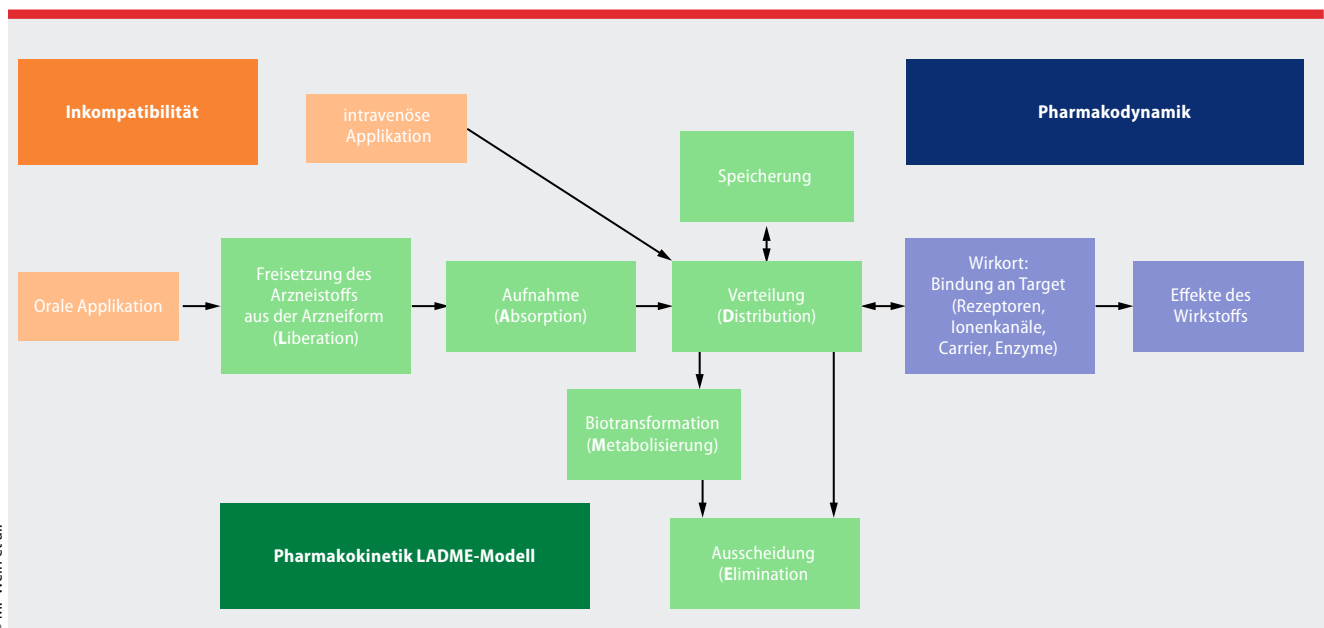 Inkompatibilität
intravenöse
Applikation
Pharmakodynamik
Speicherung
Orale Applikation
Freisetzung des
Arzneistoffs
aus der Arzneiform
(Liberation)
Aufnahme
(Absorption)
Verteilung
(Distribution)
Wirkort:
Bindung an Target
(Rezeptoren,
Ionenkanäle,
Carrier, Enzyme)
Effekte des
Wirkstoffs
Biotransformation
(Metabolisierung)
Pharmakokinetik LADME-Modell
Ausscheidung
(Elimination